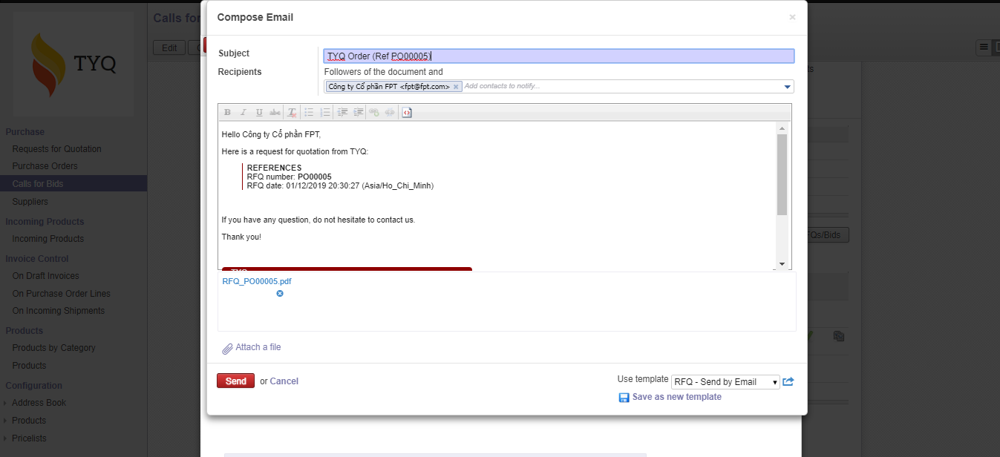 TYQ
Purchase
Requests for Quotation
Purchase Orders
Calls for Bids
Suppliers
Incoming Products
Incoming Products
Invoice Control
On Draft Invoices
On Purchase Order Lines
On Incoming Shipments
Products
Products by Category
Products
Configuration
Address Book
Products
Pricelists
Calls for
Edit
Compose Email
×
Subject
TYQ Order (Ref PO00005)
Recipients
Followers of the document and
Công ty Cổ phần FPT <fpt@fpt.com> ×
Add contacts to notify...
B I U abc T
Hello Công ty Cổ phần FPT,
Here is a request for quotation from TYQ:
REFERENCES
RFQ number: PO00005
RFQ date: 01/12/2019 20:30:27 (Asia/Ho_Chi_Minh)
If you have any question, do not hesitate to contact us.
Thank you!
TYQ
RFQ_PO00005.pdf
Attach a file
Send or Cancel
Use template RFQ - Send by Email
Save as new template
FQs/Bids